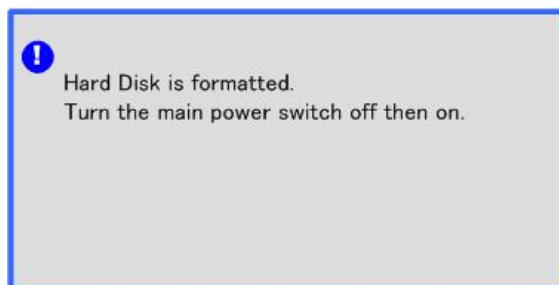 !
Hard Disk is formatted.
Turn the main power switch off then on.